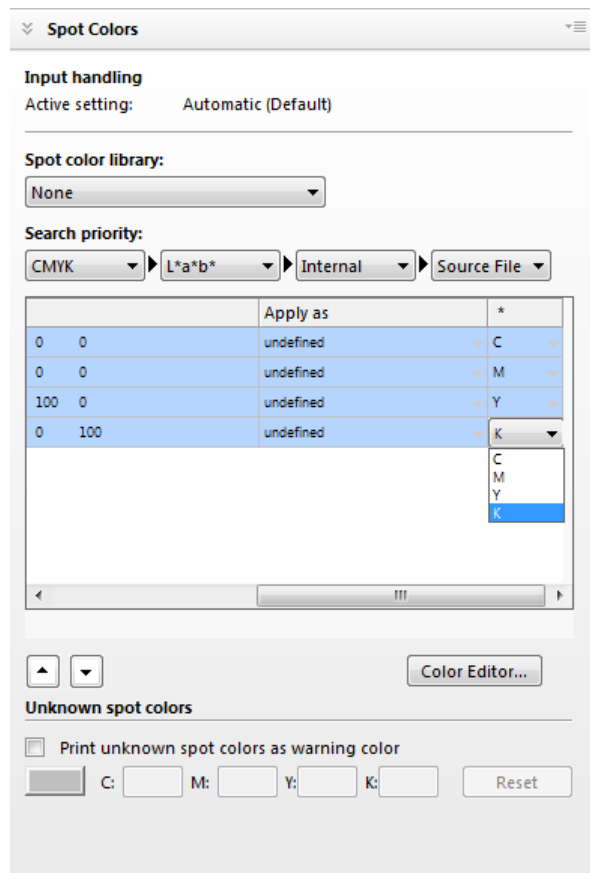 Spot Colors
Input handling
Active setting: Automatic (Default)
Spot color library:
None
Search priority:
CMYK L*a*b* Internal Source File
Apply as *
0 0 undefined C
0 0 undefined M
100 0 undefined Y
0 100 undefined K
C
M
Y
K
Color Editor...
Unknown spot colors
Print unknown spot colors as warning color
C: M: Y: K: Reset